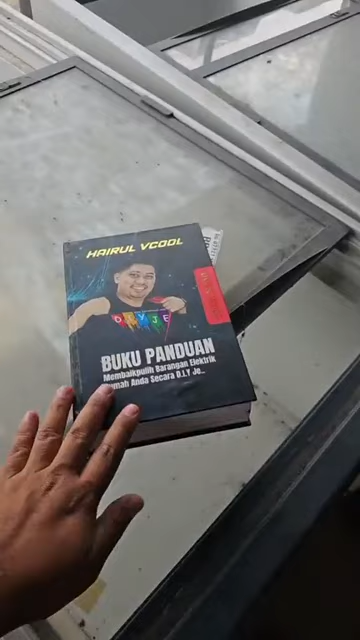 HAIRUL VCOOL
BUKU PANDUAN
Membaikpulih Barangan Elektrik
Rumah Anda Secara D.I.Y Je...